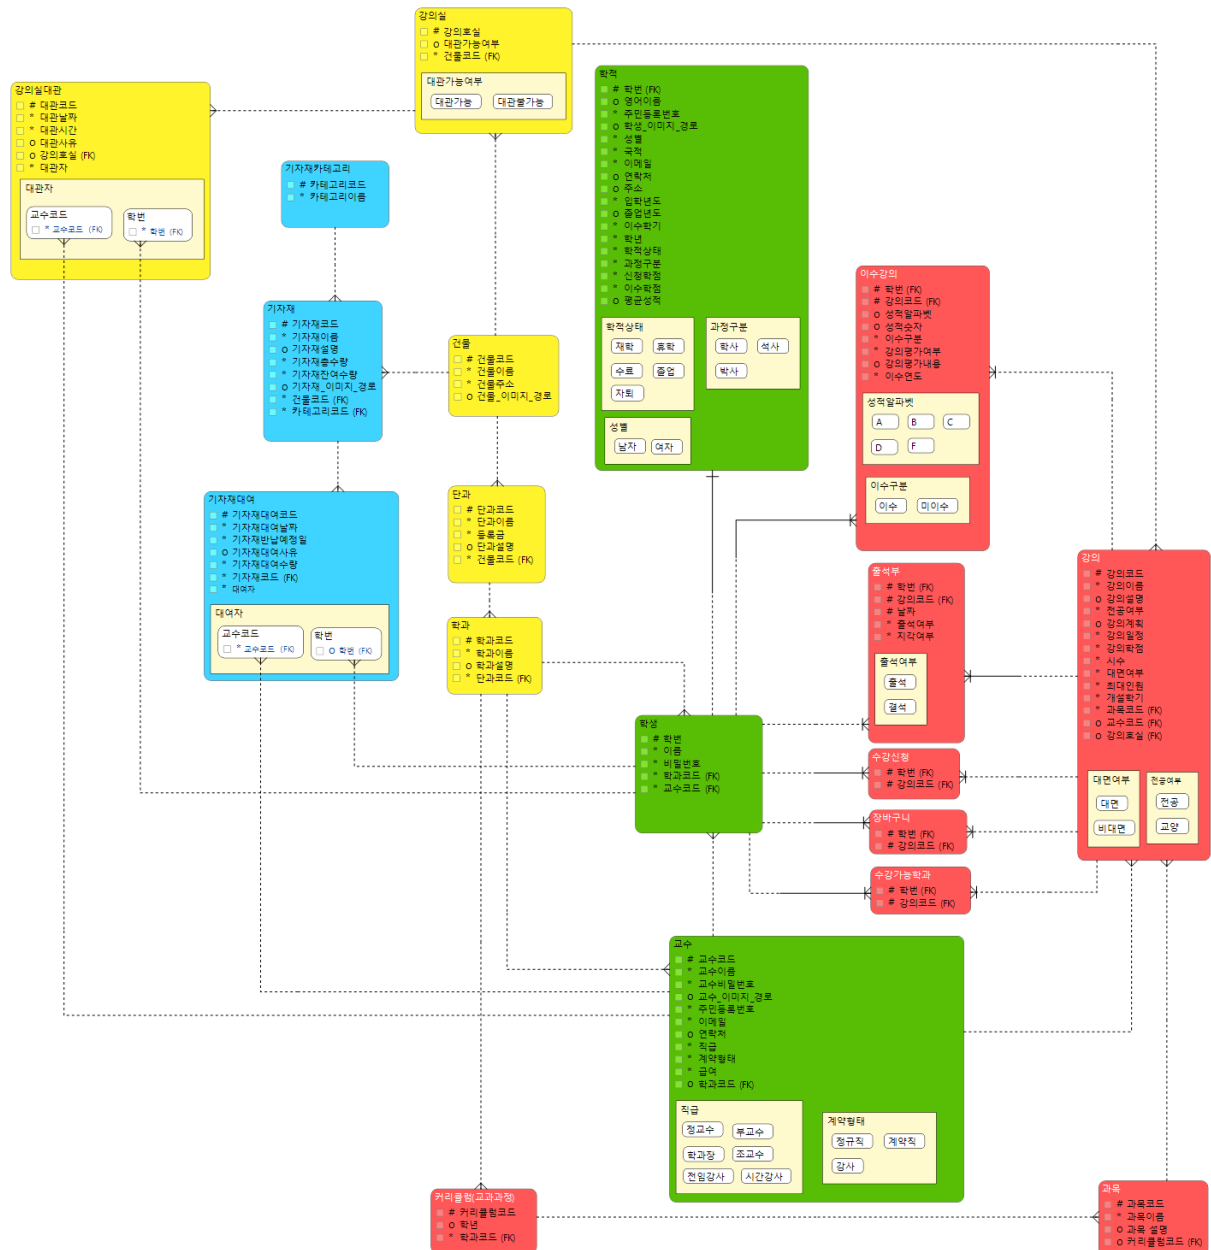 강의실
# 강의호실
o 대관가능여부
* 건물코드 (FK)
대관가능여부
대관가능 대관불가능
강의실대관
# 대관코드
* 대관날짜
* 대관시간
o 대관사유
o 강의호실 (FK)
* 대관자
대관자
교수코드
* 교수코드 (FK)
학번
* 학번 (FK)
기자재카테고리
# 카테고리코드
* 카테고리이름
기자재
# 기자재코드
* 기자재이름
o 기자재설명
* 기자재총수량
* 기자재잔여수량
o 기자재_이미지_경로
* 건물코드 (FK)
* 카테고리코드 (FK)
기자재대여
# 기자재대여코드
* 기자재대여날짜
* 기자재반납예정일
o 기자재대여사유
* 기자재대여수량
* 기자재코드 (FK)
* 대여자
대여자
교수코드
* 교수코드 (FK)
학번
o 학번 (FK)
건물
# 건물코드
* 건물이름
* 건물주소
o 건물_이미지_경로
단과
# 단과코드
* 단과이름
* 등록금
o 단과설명
* 건물코드 (FK)
학과
# 학과코드
* 학과이름
o 학과설명
* 단과코드 (FK)
학적
# 학번 (FK)
o 영어이름
* 주민등록번호
o 학생_이미지_경로
* 성별
* 국적
* 이메일
o 연락처
o 주소
* 입학년도
o 졸업년도
* 이수학기
* 학년
* 학적상태
* 과정구분
* 신청학점
* 이수학점
o 평균성적
학적상태
재학 휴학
수료 졸업
자퇴
과정구분
학사 석사
박사
성별
남자 여자
이수강의
# 학번 (FK)
# 강의코드 (FK)
o 성적알파벳
o 성적숫자
* 이수구분
* 강의평가여부
o 강의평가내용
* 이수연도
성적알파벳
A B C
D F
이수구분
이수 미이수
출석부
# 학번 (FK)
# 강의코드 (FK)
# 날짜
* 출석여부
* 지각여부
출석여부
출석
결석
수강신청
# 학번 (FK)
# 강의코드 (FK)
장바구니
# 학번 (FK)
# 강의코드 (FK)
수강가능학과
# 학번 (FK)
# 강의코드 (FK)
강의
# 강의코드
* 강의이름
o 강의설명
* 전공여부
o 강의계획
* 강의일정
* 강의학점
* 시수
* 대면여부
* 최대인원
* 개설학기
* 과목코드 (FK)
o 교수코드 (FK)
o 강의호실 (FK)
대면여부
대면
비대면
전공여부
전공
교양
학생
# 학번
* 이름
* 비밀번호
* 학과코드 (FK)
* 교수코드 (FK)
교수
# 교수코드
* 교수이름
* 교수비밀번호
o 교수_이미지_경로
* 주민등록번호
* 이메일
o 연락처
* 직급
* 계약형태
* 급여
o 학과코드 (FK)
직급
정교수 부교수
학과장 조교수
전임강사 시간강사
계약형태
정규직 계약직
강사
커리큘럼(교과과정)
# 커리큘럼코드
o 학년
* 학과코드 (FK)
과목
# 과목코드
* 과목이름
o 과목 설명
o 커리큘럼코드 (FK)